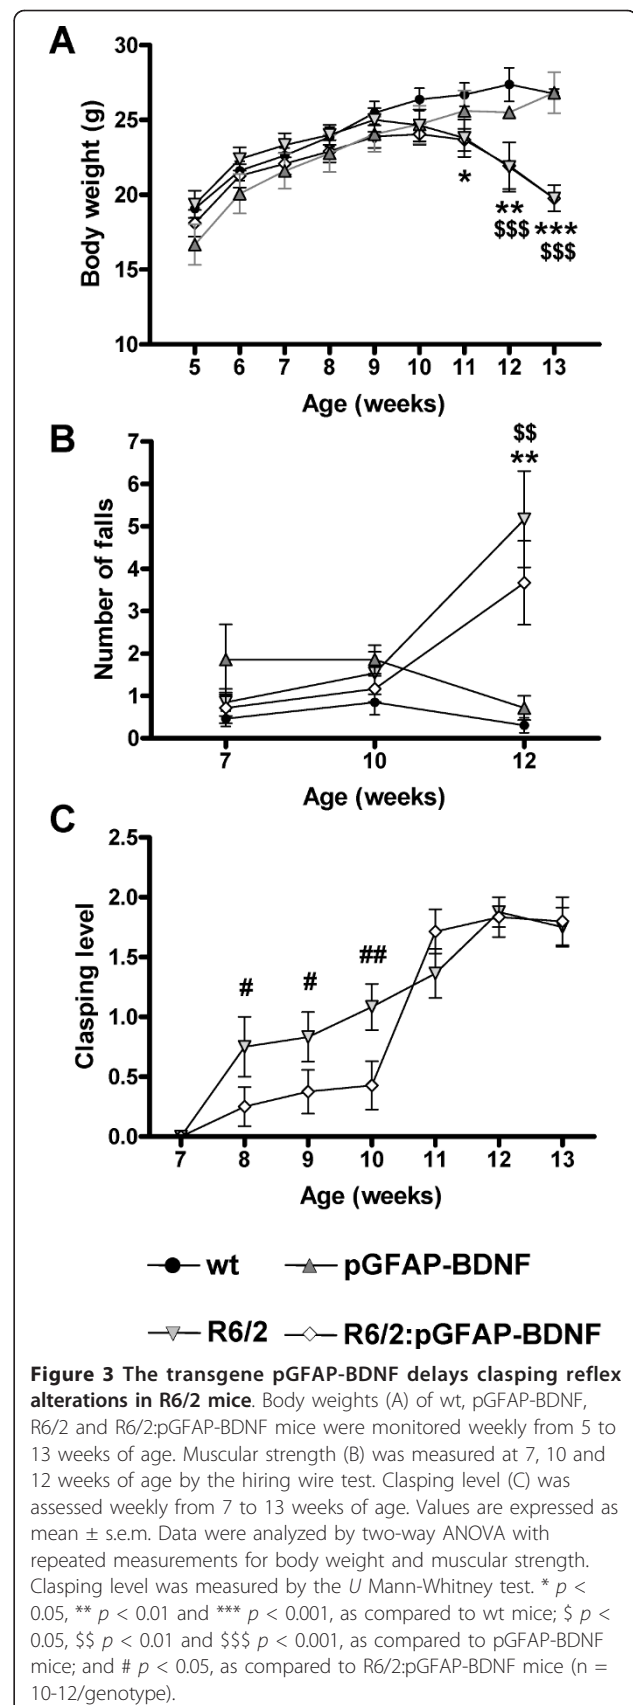 A
30
25
20
15
10
Body weight (g)
*
**
$$$
***
$$$
5 6 7 8 9 10 11 12 13
Age (weeks)
B
7
6
5
4
3
2
1
0
Number of falls
$$
**
7 10 12
Age (weeks)
C
2.5
2.0
1.5
1.0
0.5
0.0
Clasping level
# # ##
7 8 9 10 11 12 13
Age (weeks)
wt pGFAP-BDNF
R6/2 R6/2:pGFAP-BDNF
Figure 3 The transgene pGFAP-BDNF delays clasping reflex
alterations in R6/2 mice. Body weights (A) of wt, pGFAP-BDNF,
R6/2 and R6/2:pGFAP-BDNF mice were monitored weekly from 5 to
13 weeks of age. Muscular strength (B) was measured at 7, 10 and
12 weeks of age by the hiring wire test. Clasping level (C) was
assessed weekly from 7 to 13 weeks of age. Values are expressed as
mean ± s.e.m. Data were analyzed by two-way ANOVA with
repeated measurements for body weight and muscular strength.
Clasping level was measured by the U Mann-Whitney test. * p <
0.05, ** p < 0.01 and *** p < 0.001, as compared to wt mice; $ p <
0.05, $$ p < 0.01 and $$$ p < 0.001, as compared to pGFAP-BDNF
mice; and # p < 0.05, as compared to R6/2:pGFAP-BDNF mice (n =
10-12/genotype).